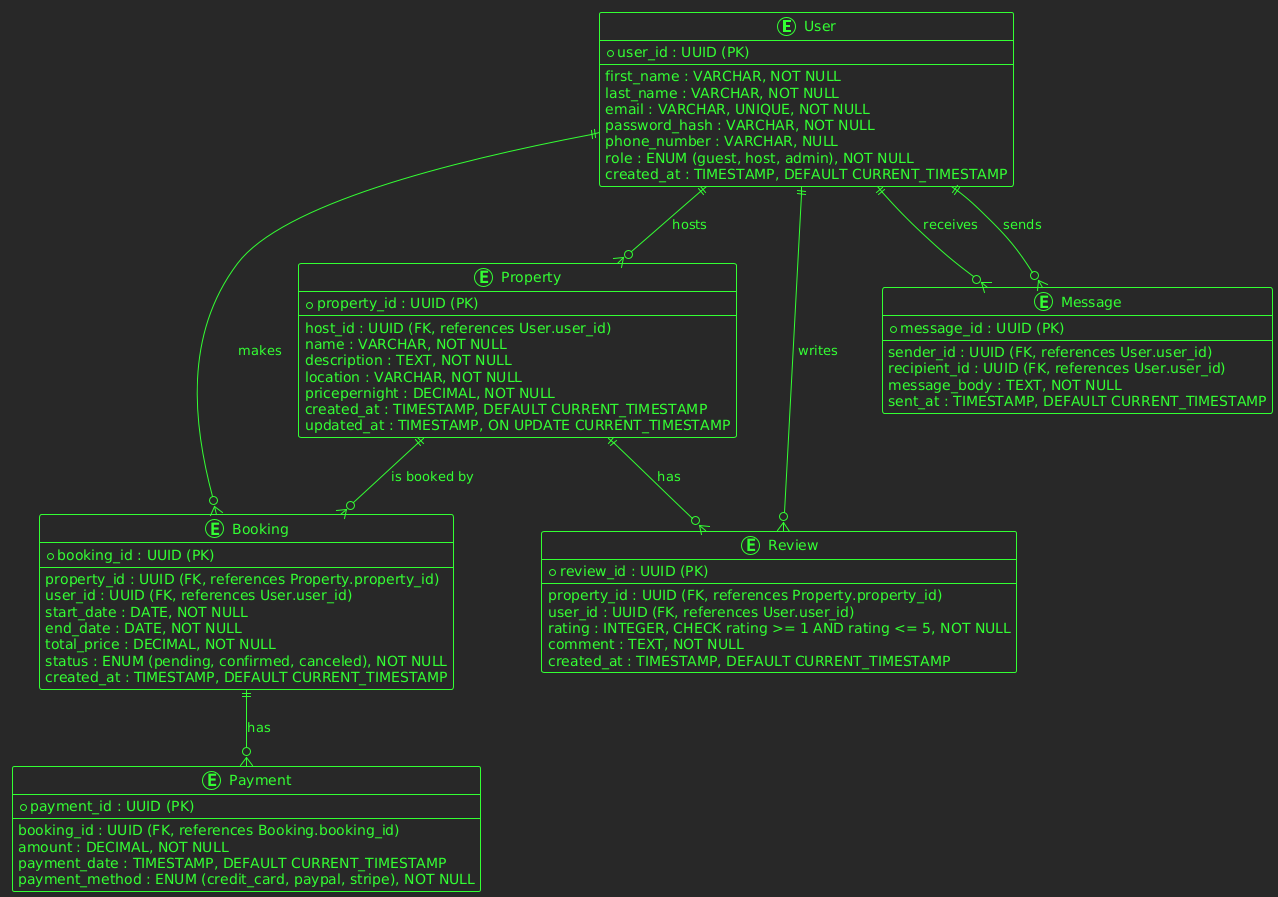 E User
user_id : UUID (PK)
first_name : VARCHAR, NOT NULL
last_name : VARCHAR, NOT NULL
email : VARCHAR, UNIQUE, NOT NULL
password_hash : VARCHAR, NOT NULL
phone_number : VARCHAR, NULL
role : ENUM (guest, host, admin), NOT NULL
created_at : TIMESTAMP, DEFAULT CURRENT_TIMESTAMP
hosts
receives
sends
E Property
property_id : UUID (PK)
host_id : UUID (FK, references User.user_id)
name : VARCHAR, NOT NULL
description : TEXT, NOT NULL
location : VARCHAR, NOT NULL
pricepernight : DECIMAL, NOT NULL
created_at : TIMESTAMP, DEFAULT CURRENT_TIMESTAMP
updated_at : TIMESTAMP, ON UPDATE CURRENT_TIMESTAMP
E Message
message_id : UUID (PK)
sender_id : UUID (FK, references User.user_id)
recipient_id : UUID (FK, references User.user_id)
message_body : TEXT, NOT NULL
sent_at : TIMESTAMP, DEFAULT CURRENT_TIMESTAMP
makes
writes
is booked by
has
E Booking
booking_id : UUID (PK)
property_id : UUID (FK, references Property.property_id)
user_id : UUID (FK, references User.user_id)
start_date : DATE, NOT NULL
end_date : DATE, NOT NULL
total_price : DECIMAL, NOT NULL
status : ENUM (pending, confirmed, canceled), NOT NULL
created_at : TIMESTAMP, DEFAULT CURRENT_TIMESTAMP
E Review
review_id : UUID (PK)
property_id : UUID (FK, references Property.property_id)
user_id : UUID (FK, references User.user_id)
rating : INTEGER, CHECK rating >= 1 AND rating <= 5, NOT NULL
comment : TEXT, NOT NULL
created_at : TIMESTAMP, DEFAULT CURRENT_TIMESTAMP
has
E Payment
payment_id : UUID (PK)
booking_id : UUID (FK, references Booking.booking_id)
amount : DECIMAL, NOT NULL
payment_date : TIMESTAMP, DEFAULT CURRENT_TIMESTAMP
payment_method : ENUM (credit_card, paypal, stripe), NOT NULL